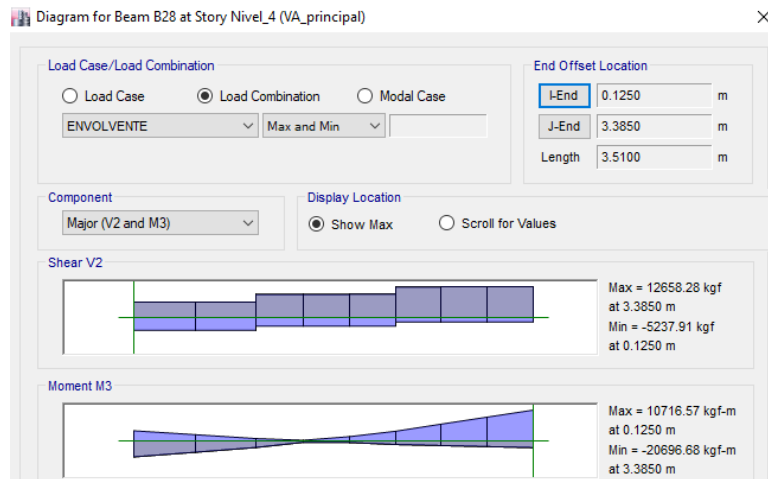 Diagram for Beam B28 at Story Nivel_4 (VA_principal)
Load Case/Load Combination
Load Case Load Combination Modal Case
ENVOLVENTE Max and Min
End Offset Location
I-End 0.1250 m
J-End 3.3850 m
Length 3.5100 m
Component
Major (V2 and M3)
Display Location
Show Max Scroll for Values
Shear V2
Max = 12658.28 kgf
at 3.3850 m
Min = -5237.91 kgf
at 0.1250 m
Moment M3
Max = 10716.57 kgf-m
at 0.1250 m
Min = -20696.68 kgf-m
at 3.3850 m